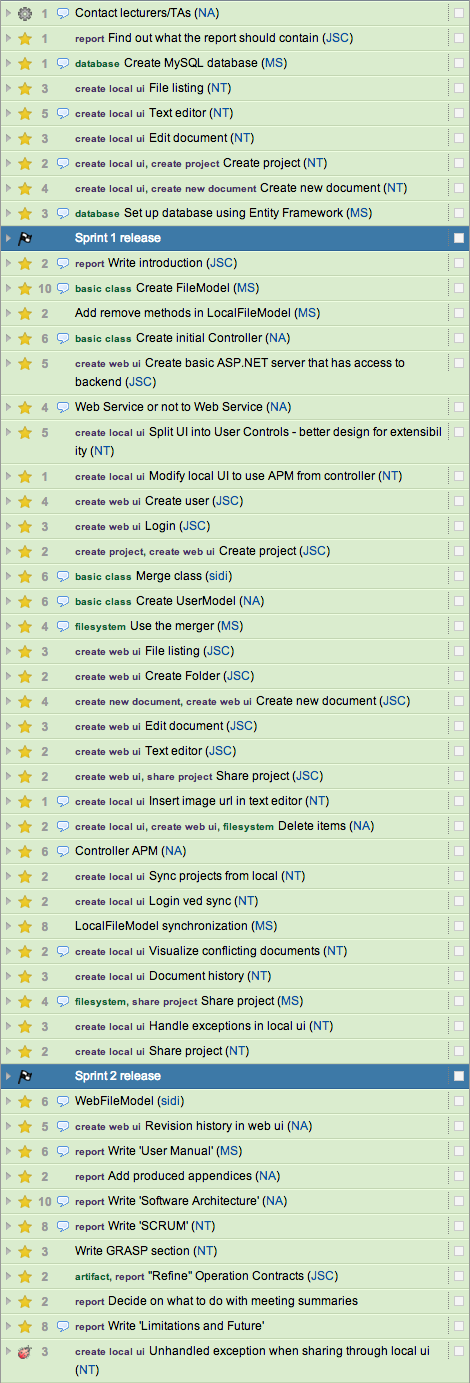 1 Contact lecturers/TAs (NA)
1 report Find out what the report should contain (JSC)
1 database Create MySQL database (MS)
3 create local ui File listing (NT)
5 create local ui Text editor (NT)
3 create local ui Edit document (NT)
2 create local ui, create project Create project (NT)
4 create local ui, create new document Create new document (NT)
3 database Set up database using Entity Framework (MS)
Sprint 1 release
2 report Write introduction (JSC)
10 basic class Create FileModel (MS)
2 Add remove methods in LocalFileModel (MS)
6 basic class Create initial Controller (NA)
5 create web ui Create basic ASP.NET server that has access to
backend (JSC)
4 Web Service or not to Web Service (NA)
5 create local ui Split UI into User Controls - better design for extensibil
ity (NT)
1 create local ui Modify local UI to use APM from controller (NT)
4 create web ui Create user (JSC)
3 create web ui Login (JSC)
2 create project, create web ui Create project (JSC)
6 basic class Merge class (sidi)
6 basic class Create UserModel (NA)
4 filesystem Use the merger (MS)
3 create web ui File listing (JSC)
2 create web ui Create Folder (JSC)
4 create new document, create web ui Create new document (JSC)
3 create web ui Edit document (JSC)
2 create web ui Text editor (JSC)
2 create web ui, share project Share project (JSC)
1 create local ui Insert image url in text editor (NT)
2 create local ui, create web ui, filesystem Delete items (NA)
6 Controller APM (NA)
2 create local ui Sync projects from local (NT)
2 create local ui Login ved sync (NT)
8 LocalFileModel synchronization (MS)
2 create local ui Visualize conflicting documents (NT)
3 create local ui Document history (NT)
4 filesystem, share project Share project (MS)
3 create local ui Handle exceptions in local ui (NT)
2 create local ui Share project (NT)
Sprint 2 release
6 WebFileModel (sidi)
5 create web ui Revision history in web ui (NA)
6 report Write 'User Manual' (MS)
2 report Add produced appendices (NA)
10 report Write 'Software Architecture' (NA)
8 report Write 'SCRUM' (NT)
3 Write GRASP section (NT)
2 artifact, report "Refine" Operation Contracts (JSC)
2 report Decide on what to do with meeting summaries
8 report Write 'Limitations and Future'
3 create local ui Unhandled exception when sharing through local ui
(NT)